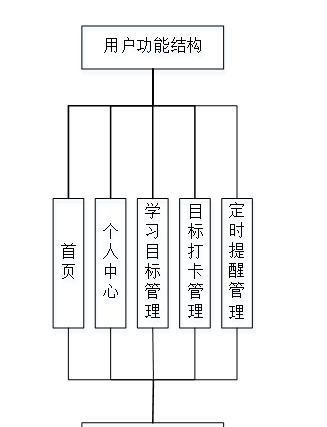 用户功能结构
首页
个人中心
学习目标管理
目标打卡管理
定时提醒管理